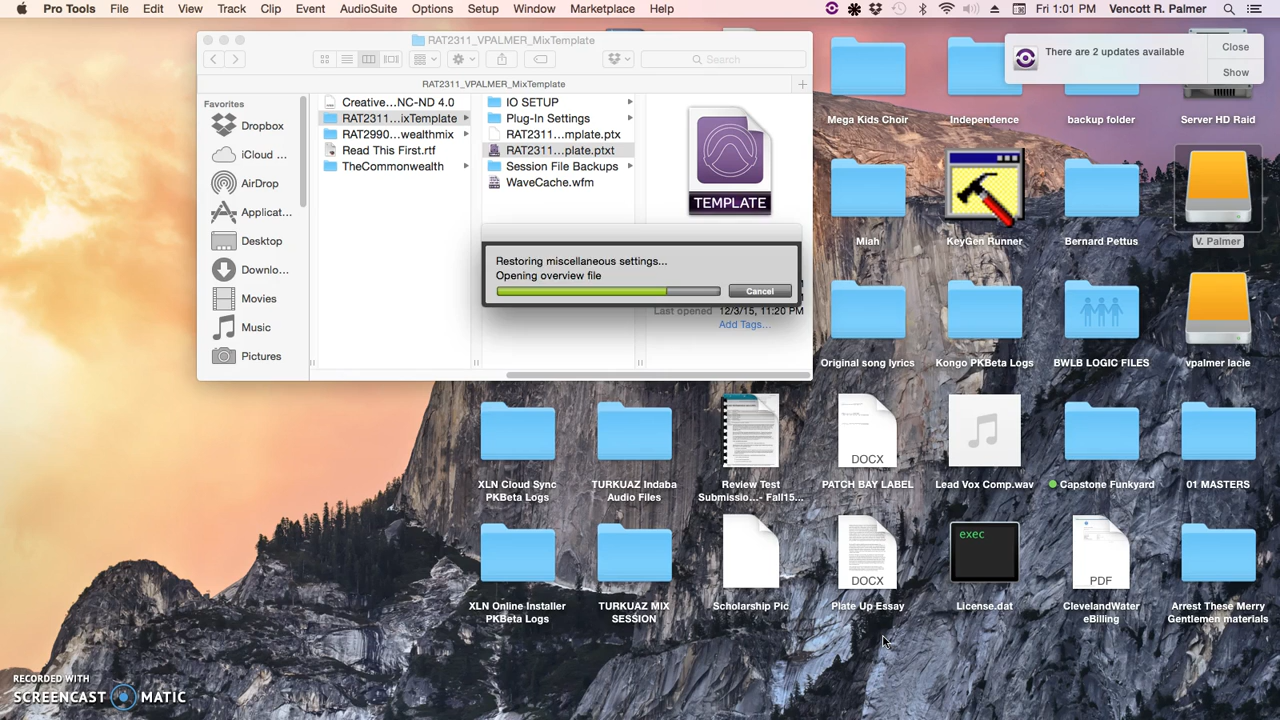 Pro Tools File Edit View Track Clip Event AudioSuite Options Setup Window Marketplace Help Fri 1:01 PM Vencott R. Palmer
RAT2311_VPALMER_MixTemplate
Search
RAT2311_VPALMER_MixTemplate
There are 2 updates available
Close
Show
Favorites
Dropbox
iCloud ...
AirDrop
Applicat...
Desktop
Downlo...
Movies
Music
Pictures
Creative...NC-ND 4.0
RAT2311...ixTemplate
RAT2990...wealthmix
Read This First.rtf
TheCommonwealth
IO SETUP
Plug-In Settings
RAT2311...mplate.ptx
RAT2311...plate.ptxt
Session File Backups
WaveCache.wfm
TEMPLATE
Restoring miscellaneous settings...
Opening overview file
Cancel
Last opened 12/3/15, 11:20 PM
Add Tags...
Mega Kids Choir
Independence
backup folder
Server HD Raid
Miah
KeyGen Runner
Bernard Pettus
V. Palmer
Original song lyrics
Kongo PKBeta Logs
BWLB LOGIC FILES
vpalmer lacie
XLN Cloud Sync
PKBeta Logs
TURKUAZ Indaba
Audio Files
Review Test
Submissio...- Fall15...
DOCX
PATCH BAY LABEL
Lead Vox Comp.wav
Capstone Funkyard
01 MASTERS
XLN Online Installer
PKBeta Logs
TURKUAZ MIX
SESSION
Scholarship Pic
DOCX
Plate Up Essay
exec
License.dat
PDF
ClevelandWater
eBilling
Arrest These Merry
Gentlemen materials
RECORDED WITH
SCREENCAST MATIC